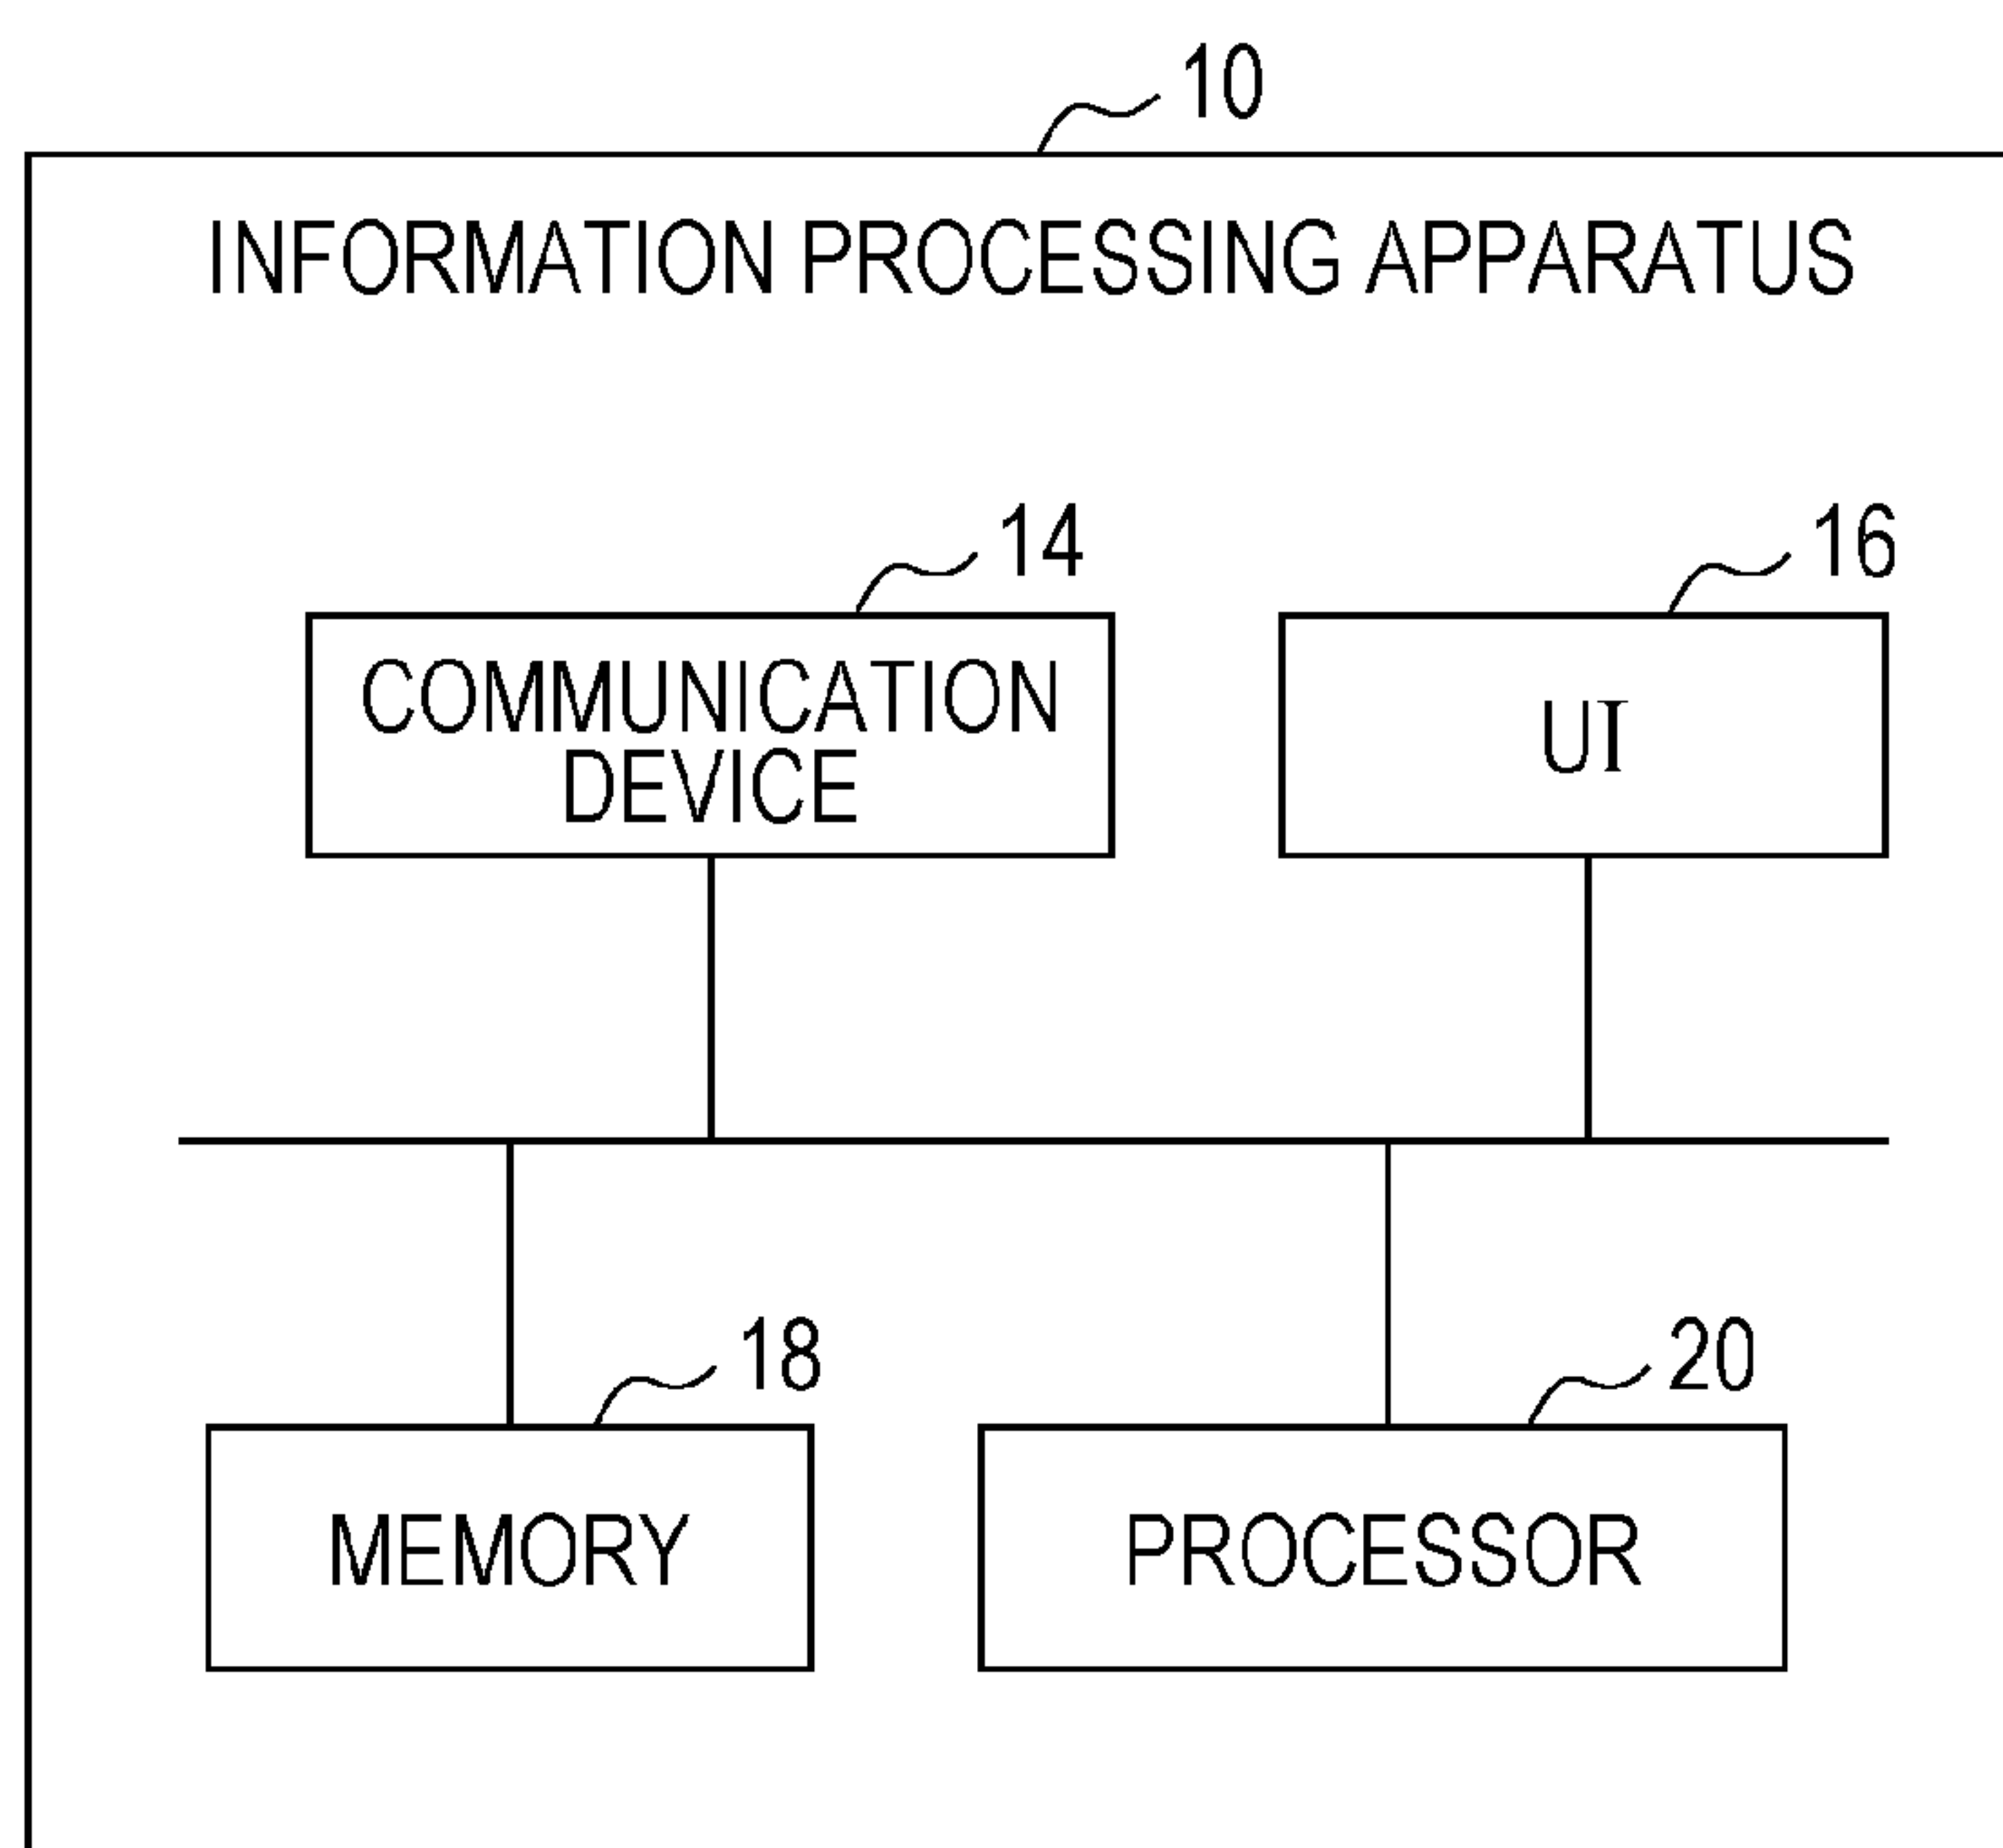 10
INFORMATION PROCESSING APPARATUS
14
16
COMMUNICATION
DEVICE
UI
18
20
MEMORY
PROCESSOR